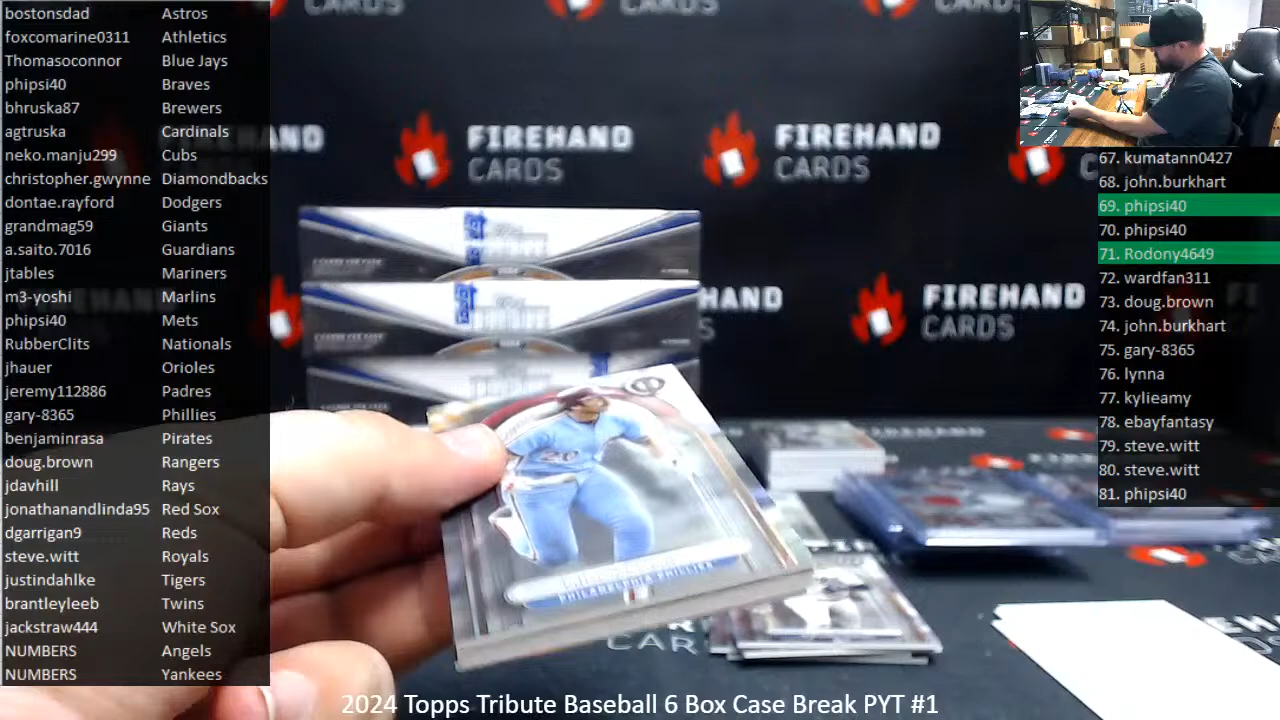 bostonsdad Astros
foxcomarine0311 Athletics
Thomasoconnor Blue Jays
phipsi40 Braves
bhruska87 Brewers
agtruska Cardinals
neko.manju299 Cubs
christopher.gwynne Diamondbacks
dontae.rayford Dodgers
grandmag59 Giants
a.saito.7016 Guardians
jtables Mariners
m3-yoshi Marlins
phipsi40 Mets
RubberClits Nationals
jhauer Orioles
jeremy112886 Padres
gary-8365 Phillies
benjaminrasa Pirates
doug.brown Rangers
jdavhill Rays
jonathanandlinda95 Red Sox
dgarrigan9 Reds
steve.witt Royals
justindahlke Tigers
brantleyleeb Twins
jackstraw444 White Sox
NUMBERS Angels
NUMBERS Yankees
CARDS
FIREHAND
CARDS
FIREHAND
CARDS
FIREHAND
CARDS
20
PHILADELPHIA PHILLIES
67. kumatann0427
68. john.burkhart
69. phipsi40
70. phipsi40
71. Rodony4649
72. wardfan311
73. doug.brown
74. john.burkhart
75. gary-8365
76. lynna
77. kylieamy
78. ebayfantasy
79. steve.witt
80. steve.witt
81. phipsi40
2024 Topps Tribute Baseball 6 Box Case Break PYT #1